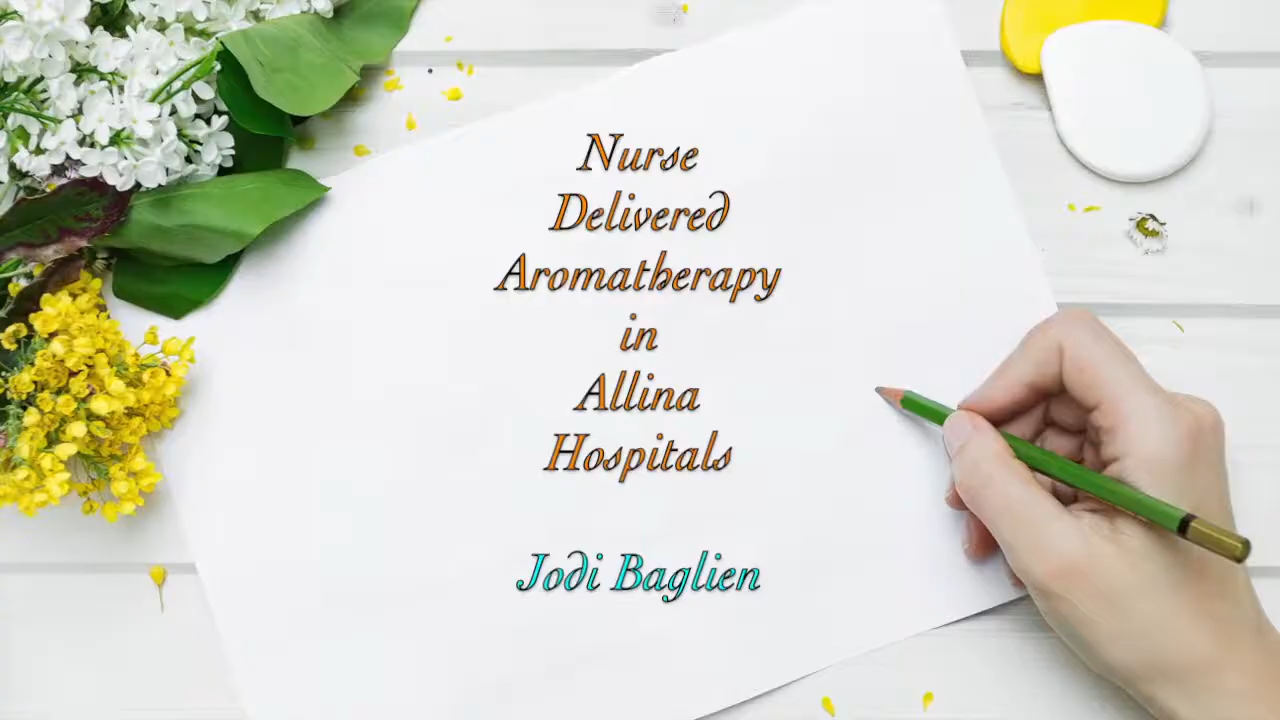 Nurse
Delivered
Aromatherapy
in
Allina
Hospitals
Jodi Baglien